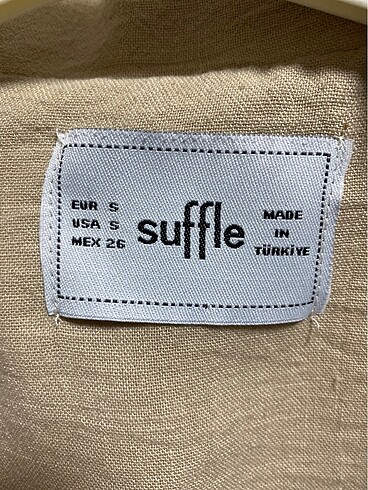 EUR S
USA S
MEX 26
suffle
MADE
IN
TÜRKİYE